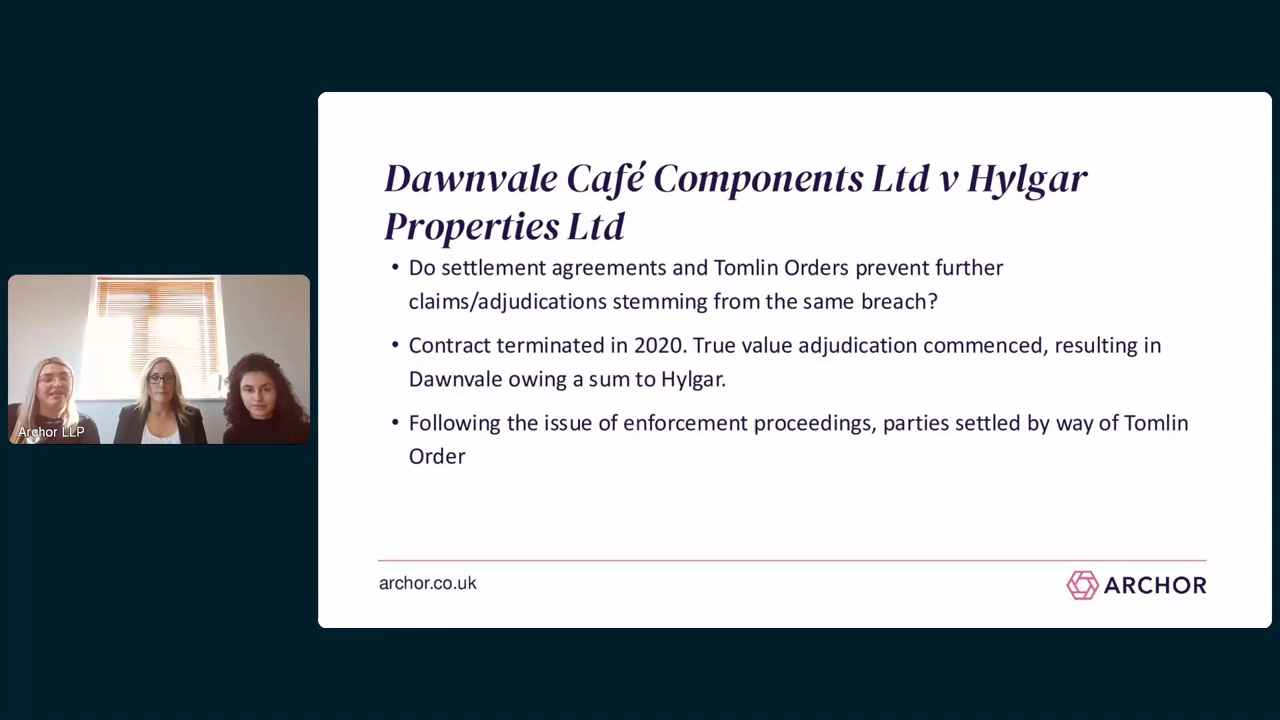 Dawnvale Café Components Ltd v Hylgar
Properties Ltd
• Do settlement agreements and Tomlin Orders prevent further
claims/adjudications stemming from the same breach?
• Contract terminated in 2020. True value adjudication commenced, resulting in
Dawnvale owing a sum to Hylgar.
• Following the issue of enforcement proceedings, parties settled by way of Tomlin
Order
Archor LLP
archor.co.uk
ARCHOR